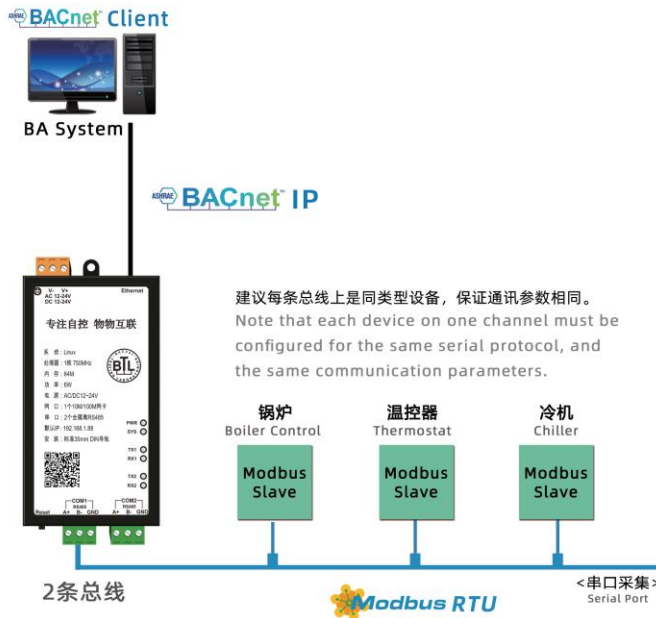 ASHRAE BACnet™ Client
BA System
ASHRAE BACnet™ IP
V- V+
AC 12-24V
DC 12-24V
Ethernet
专注自控 物物互联
系 统：Linux
处理器：1核 750MHz
内 存：64M
功 率：6W
电 源：AC/DC12~24V
网 口：1个10M/100M网卡
串 口：2个全隔离RS485
默认IP：192.168.1.88
安 装：标准35mm DIN导轨
BTL
PWR
SYS
TX1
RX1
TX2
RX2
COM1
RS485
COM2
RS485
Reset A+ B- GND A+ B- GND
2条总线
建议每条总线上是同类型设备，保证通讯参数相同。
Note that each device on one channel must be
configured for the same serial protocol, and
the same communication parameters.
锅炉
Boiler Control
温控器
Thermostat
冷机
Chiller
Modbus
Slave
Modbus
Slave
Modbus
Slave
Modbus RTU
<串口采集>
Serial Port